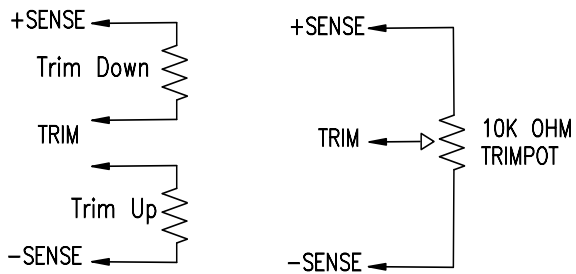 +SENSE
Trim Down
TRIM
Trim Up
-SENSE
+SENSE
TRIM
10K OHM
TRIMPOT
-SENSE